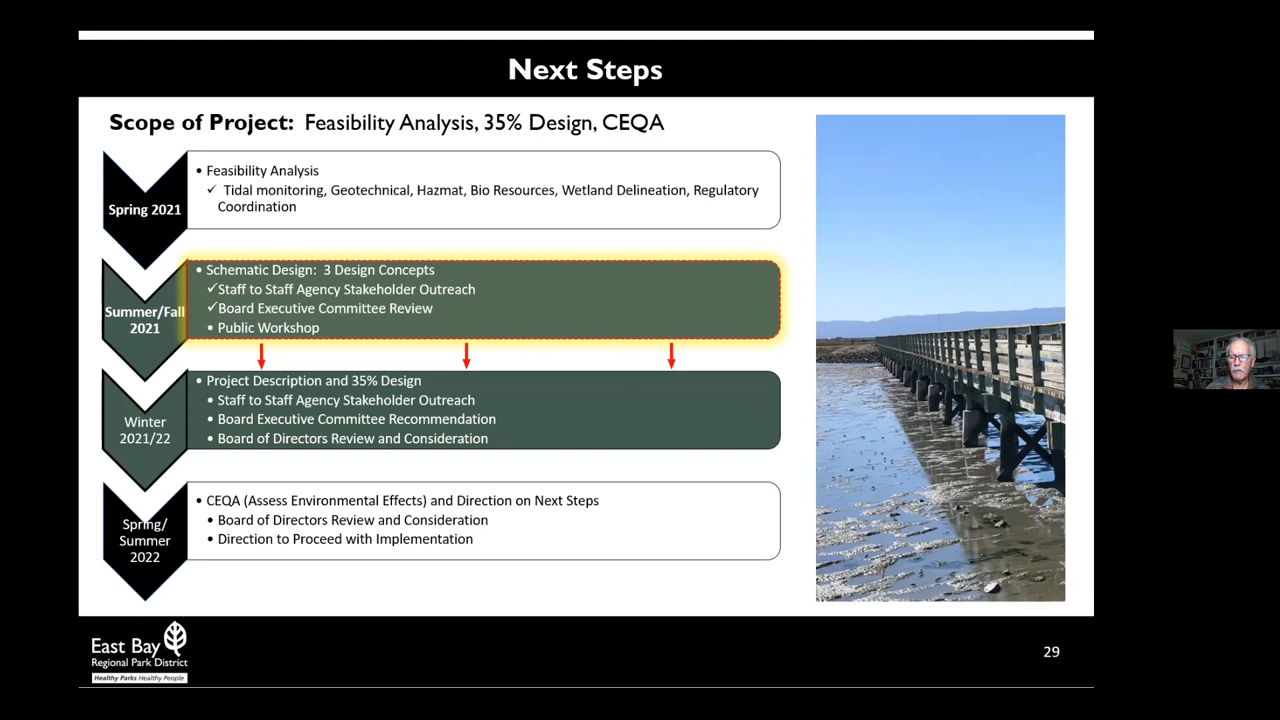 Next Steps
Scope of Project: Feasibility Analysis, 35% Design, CEQA
Spring 2021
• Feasibility Analysis
✓ Tidal monitoring, Geotechnical, Hazmat, Bio Resources, Wetland Delineation, Regulatory
Coordination
Summer/Fall
2021
• Schematic Design: 3 Design Concepts
✓Staff to Staff Agency Stakeholder Outreach
✓Board Executive Committee Review
• Public Workshop
Winter
2021/22
• Project Description and 35% Design
• Staff to Staff Agency Stakeholder Outreach
• Board Executive Committee Recommendation
• Board of Directors Review and Consideration
Spring/
Summer
2022
• CEQA (Assess Environmental Effects) and Direction on Next Steps
• Board of Directors Review and Consideration
• Direction to Proceed with Implementation
East Bay
Regional Park District
Healthy Parks Healthy People
29